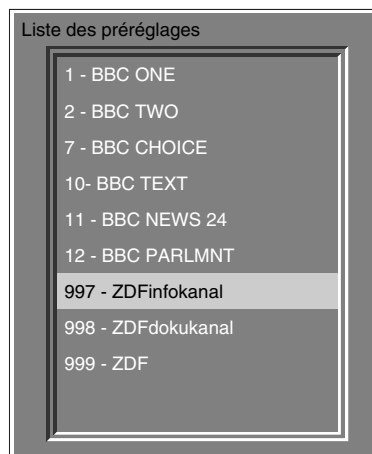 Liste des préréglages
1 - BBC ONE
2 - BBC TWO
7 - BBC CHOICE
10- BBC TEXT
11 - BBC NEWS 24
12 - BBC PARLMNT
997 - ZDFinfokanal
998 - ZDFdokukanal
999 - ZDF